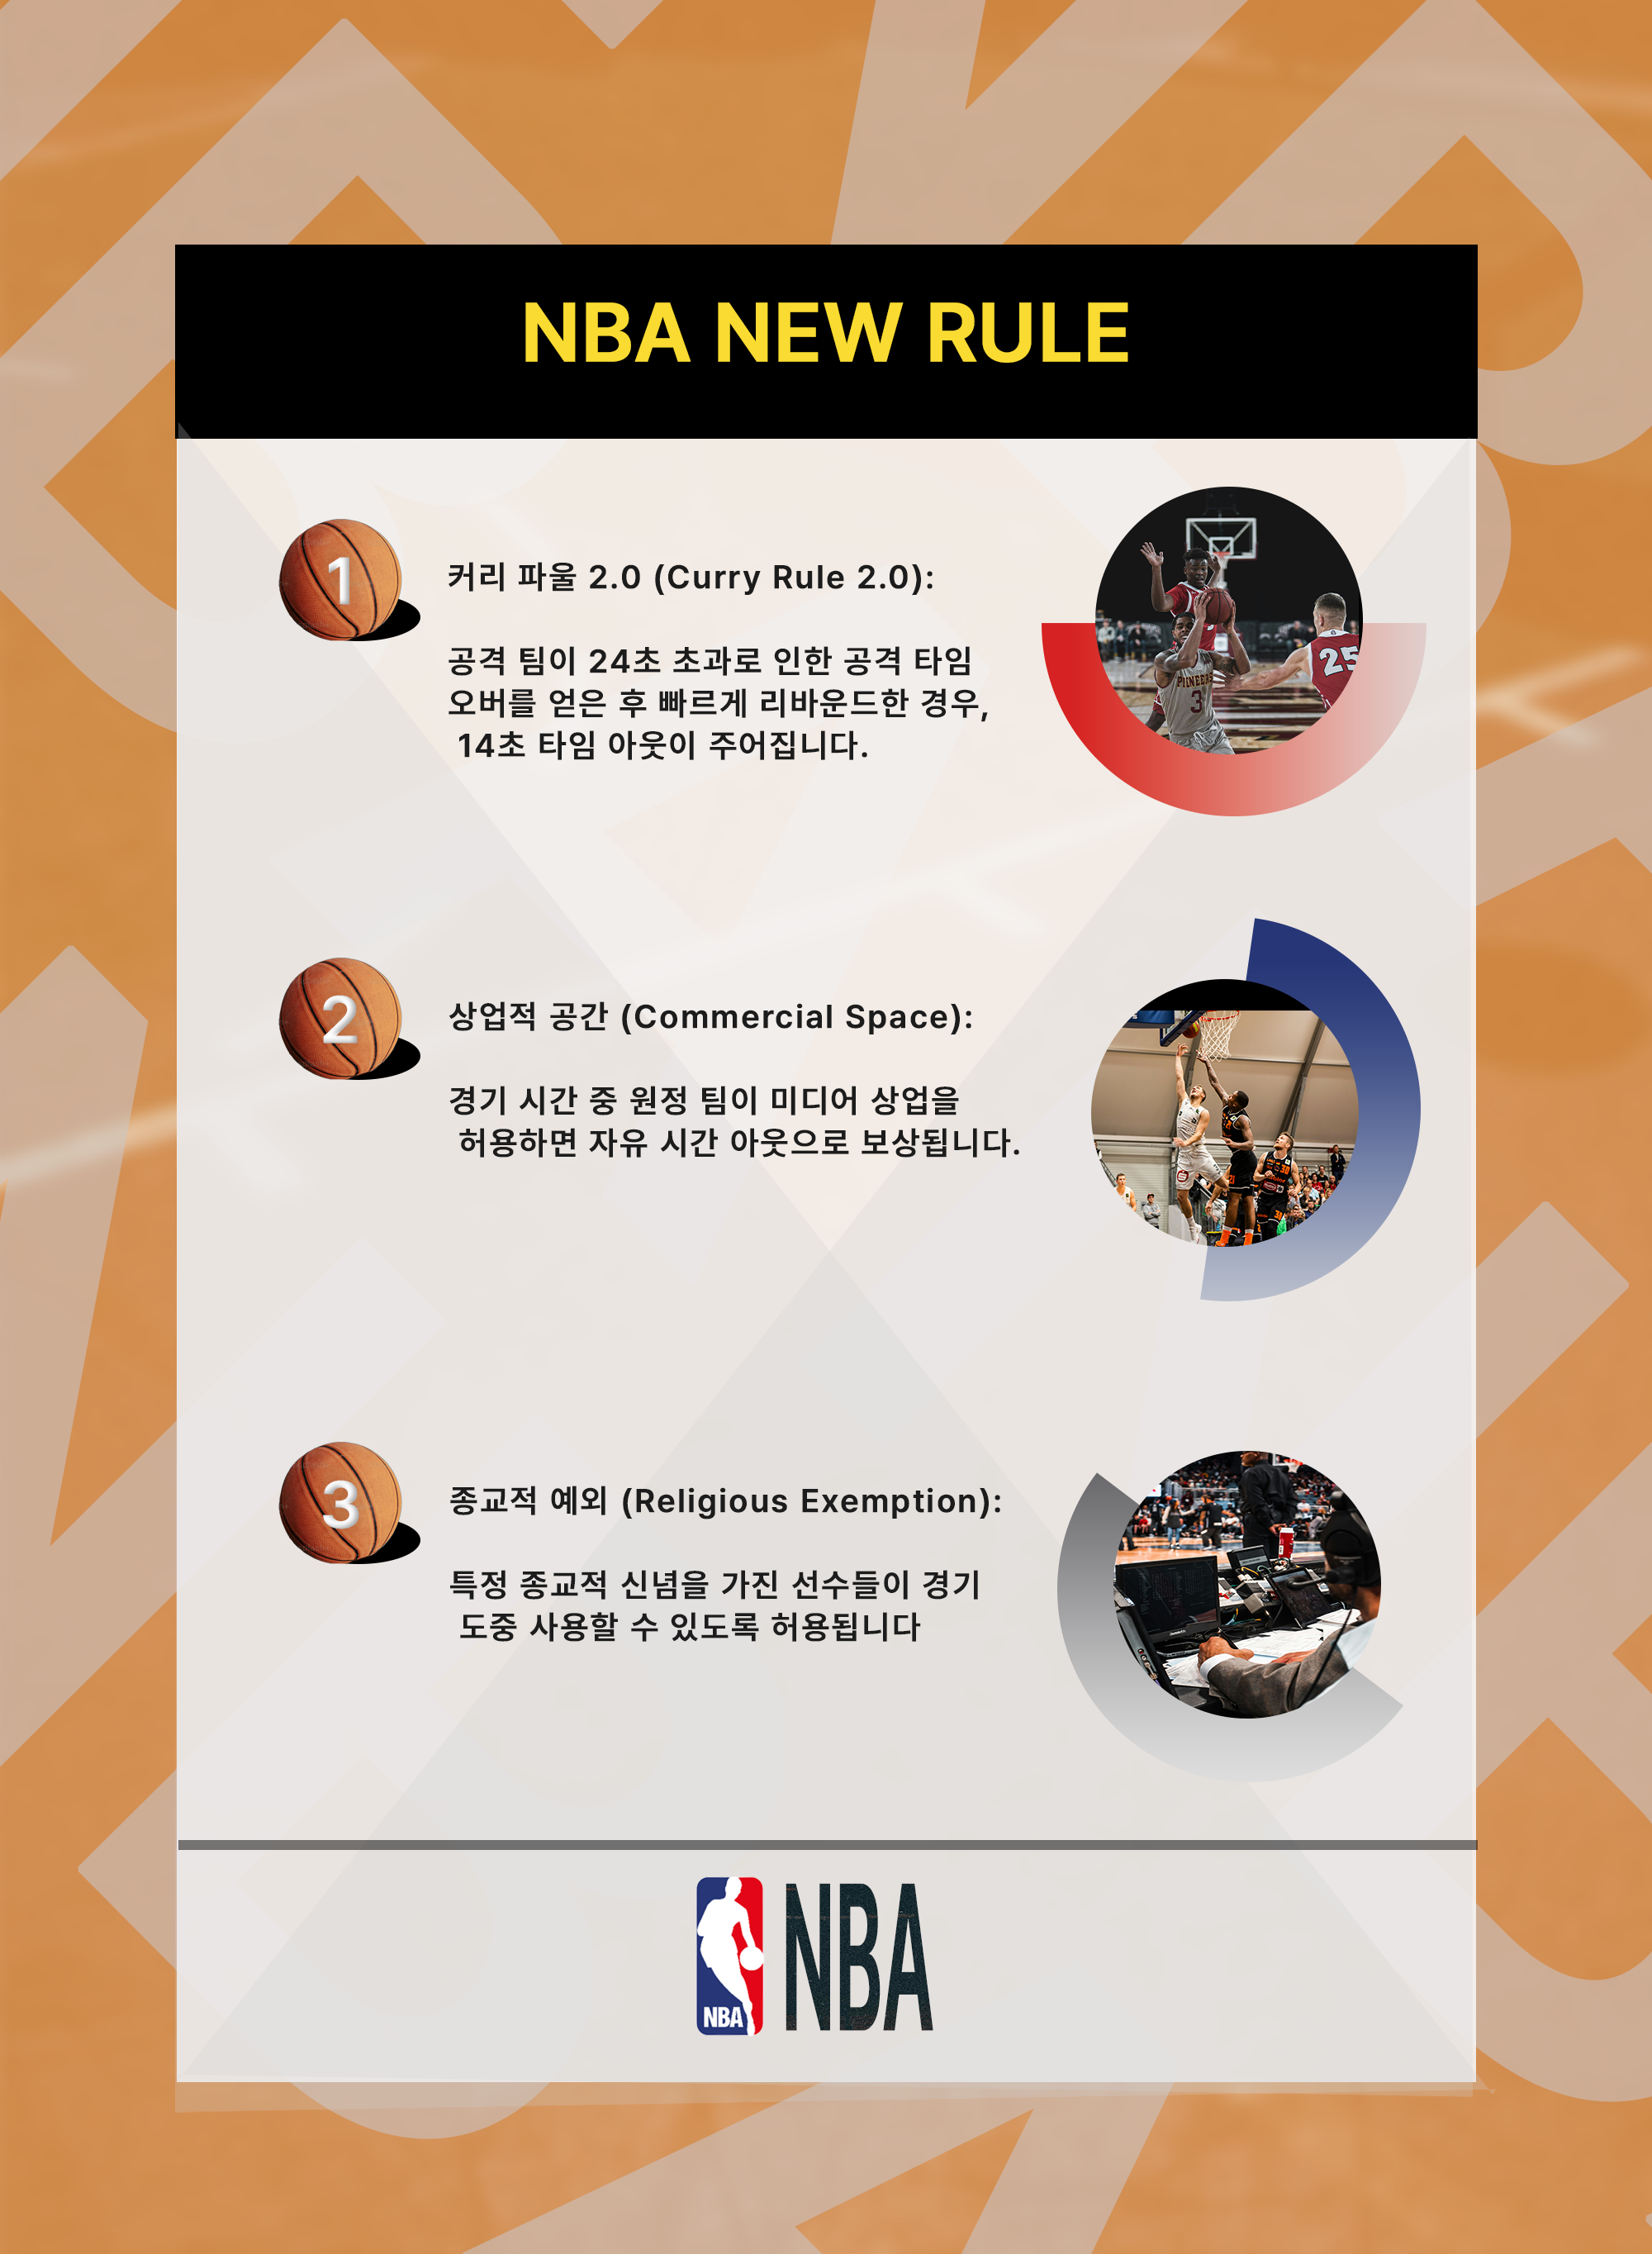 NBA NEW RULE
1
커리 파울 2.0 (Curry Rule 2.0):
공격 팀이 24초 초과로 인한 공격 타임
오버를 얻은 후 빠르게 리바운드한 경우,
14초 타임 아웃이 주어집니다.
PIONEERS
3
25
2
상업적 공간 (Commercial Space):
경기 시간 중 원정 팀이 미디어 상업을
허용하면 자유 시간 아웃으로 보상됩니다.
30
3
종교적 예외 (Religious Exemption):
특정 종교적 신념을 가진 선수들이 경기
도중 사용할 수 있도록 허용됩니다
NBA
NBA